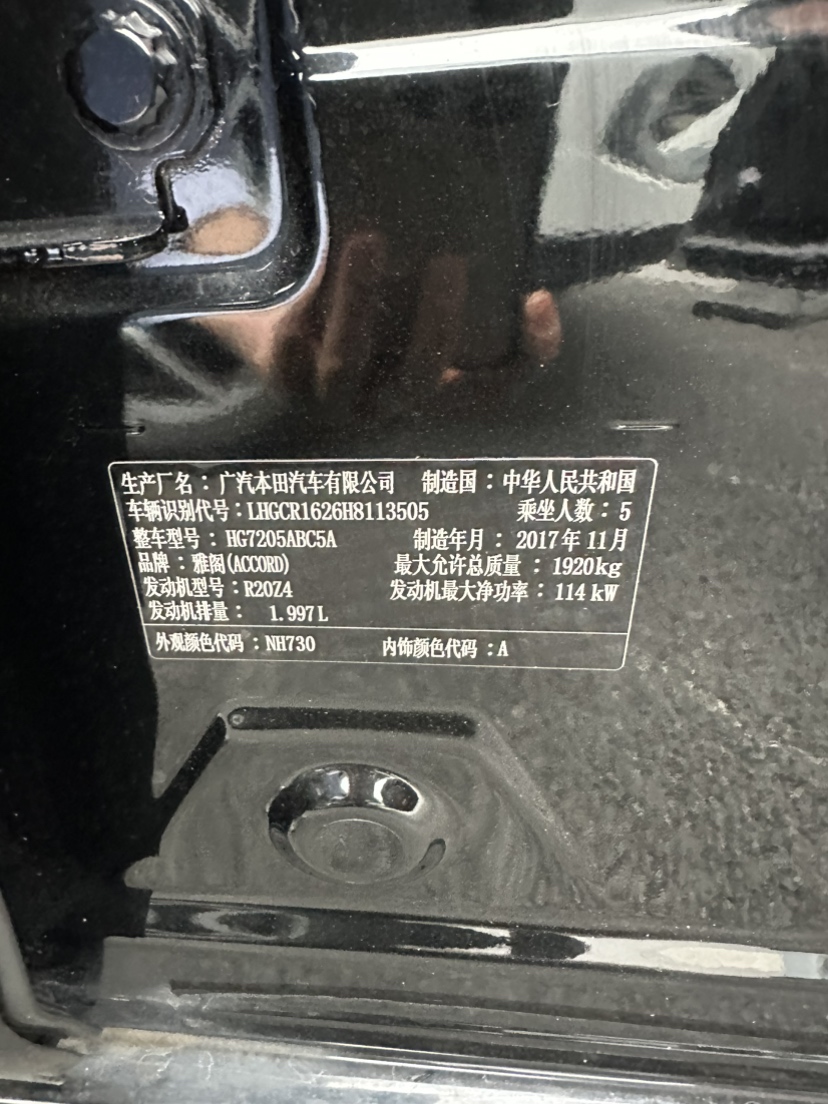 生产厂名：广汽本田汽车有限公司 制造国：中华人民共和国
车辆识别代号：LHGCR1626H8113505 乘坐人数：5
整车型号：HG7205ABC5A 制造年月：2017年11月
品牌：雅阁(ACCORD) 最大允许总质量：1920kg
发动机型号：R20Z4 发动机最大净功率：114kW
发动机排量：1.997L
外观颜色代码：NH730 内饰颜色代码：A